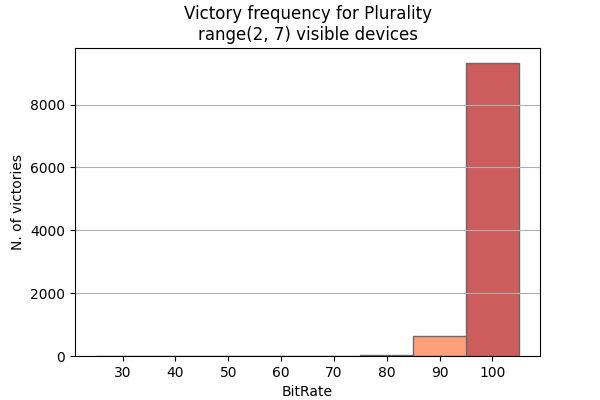 Victory frequency for Plurality
range(2, 7) visible devices
8000
6000
4000
2000
0
N. of victories
30 40 50 60 70 80 90 100
BitRate